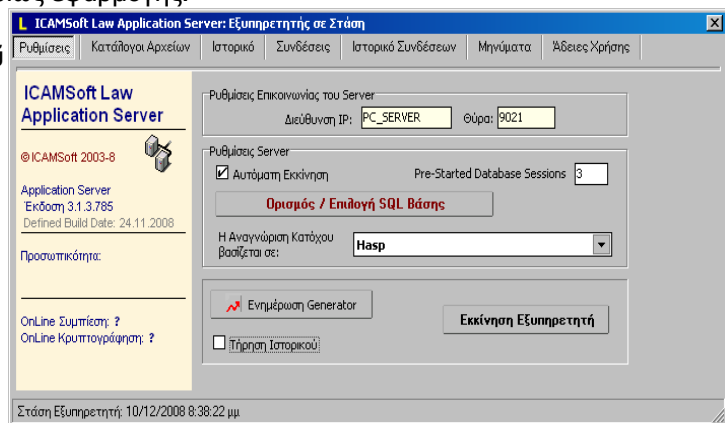 εφαρμογής.
ICAMSoft Law Application Server: Εξυπηρετητής σε Στάση
Ρυθμίσεις Κατάλογοι Αρχείων Ιστορικό Συνδέσεις Ιστορικό Συνδέσεων Μηνύματα Άδειες Χρήσης
ICAMSoft Law
Application Server
© ICAMSoft 2003-8
Application Server
Έκδοση 3.1.3.785
Defined Build Date: 24.11.2008
Προσωπικότητα:
OnLine Συμπίεση: ?
OnLine Κρυπτογράφηση: ?
Ρυθμίσεις Επικοινωνίας του Server
Διεύθυνση IP: PC_SERVER Θύρα: 9021
Ρυθμίσεις Server
Αυτόματη Εκκίνηση Pre-Started Database Sessions 3
Ορισμός / Επιλογή SQL Βάσης
Η Αναγνώριση Κατόχου
βασίζεται σε:
Hasp
Ενημέρωση Generator
Εκκίνηση Εξυπηρετητή
Τήρηση Ιστορικού
Στάση Εξυπηρετητή: 10/12/2008 8:38:22 μμ